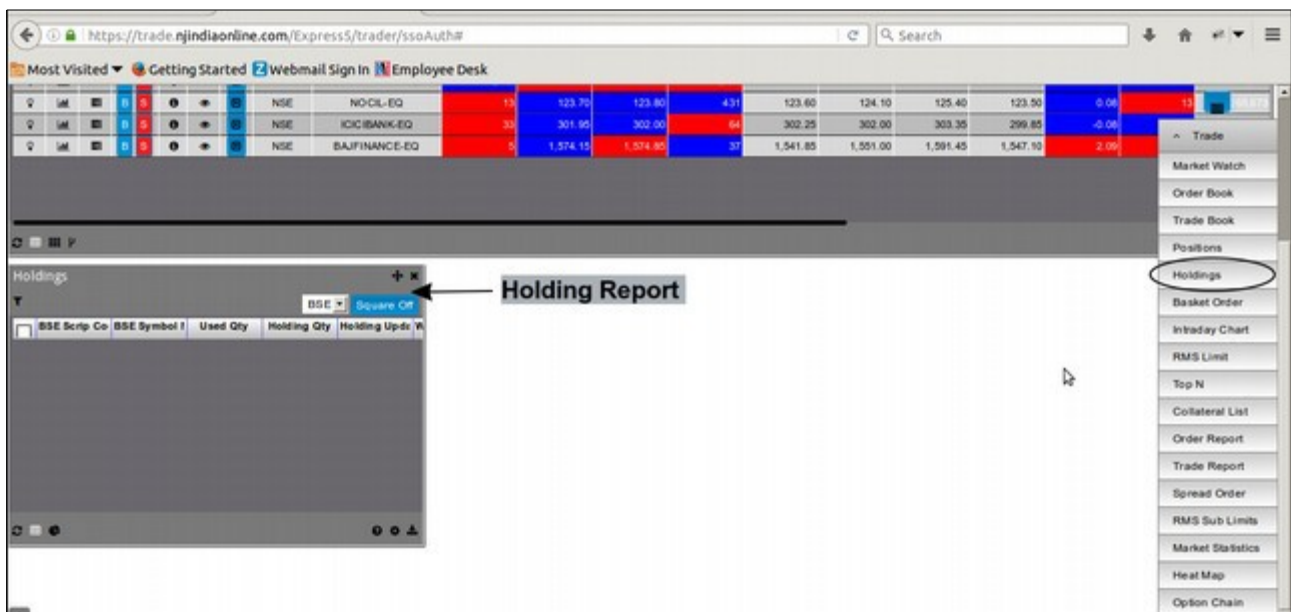 https://trade.njindiaonline.com/Express5/trader/ssoAuth#
Search
Most Visited Getting Started Webmail Sign In Employee Desk
B S NSE NOCIL-EQ 13 123.70 123.80 431 123.60 124.10 125.40 123.50 0.08 13
B S NSE ICICIBANK-EQ 33 301.95 302.00 64 302.25 302.00 303.35 299.85 -0.08
B S NSE BAJFINANCE-EQ 5 1,574.15 1,574.85 37 1,541.85 1,551.00 1,591.45 1,547.10 2.09
Trade
Market Watch
Order Book
Trade Book
Positions
Holdings
Basket Order
Intraday Chart
RMS Limit
Top N
Collateral List
Order Report
Trade Report
Spread Order
RMS Sub Limits
Market Statistics
Heat Map
Option Chain
Holdings
BSE Square Off
Holding Report
BSE Scrip Co BSE Symbol Used Qty Holding Qty Holding Upda W